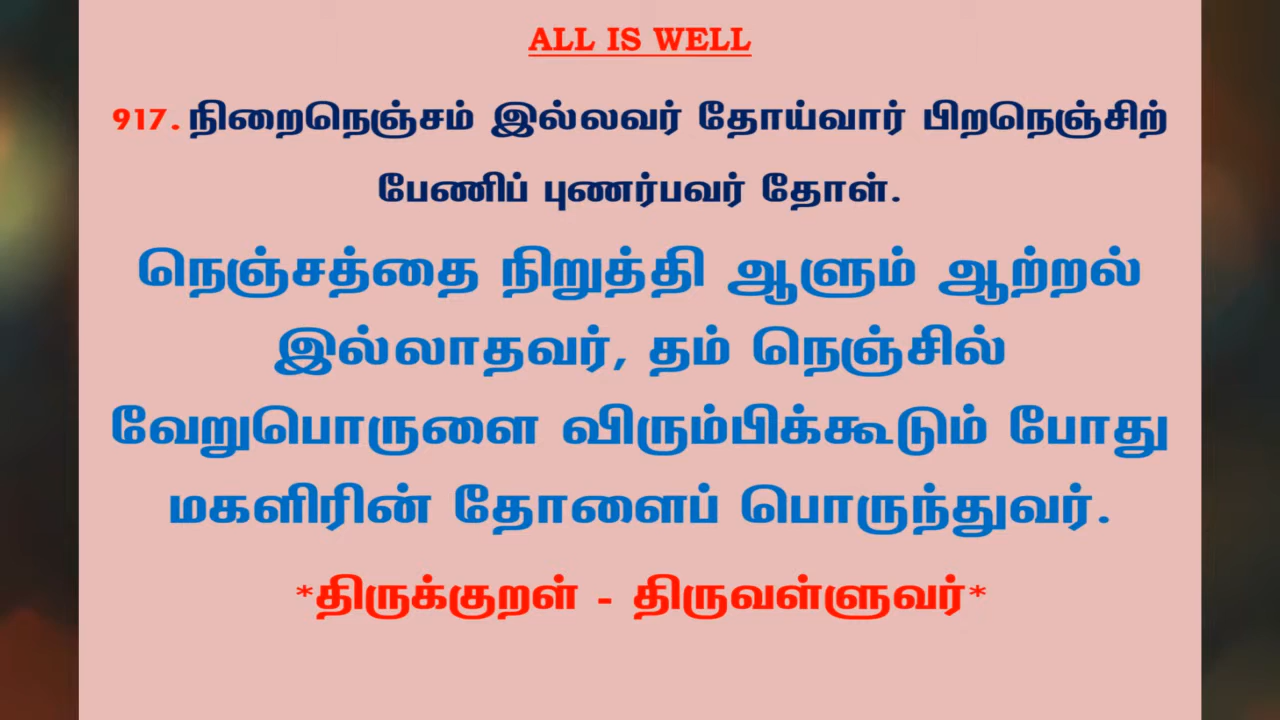 ALL IS WELL
917. நிறைநெஞ்சம் இல்லவர் தோய்வார் பிறநெஞ்சிற்
பேணிப் புணர்பவர் தோள்.
நெஞ்சத்தை நிறுத்தி ஆளும் ஆற்றல்
இல்லாதவர், தம் நெஞ்சில்
வேறுபொருளை விரும்பிக்கூடும் போது
மகளிரின் தோளைப் பொருந்துவர்.
*திருக்குறள் - திருவள்ளுவர்*